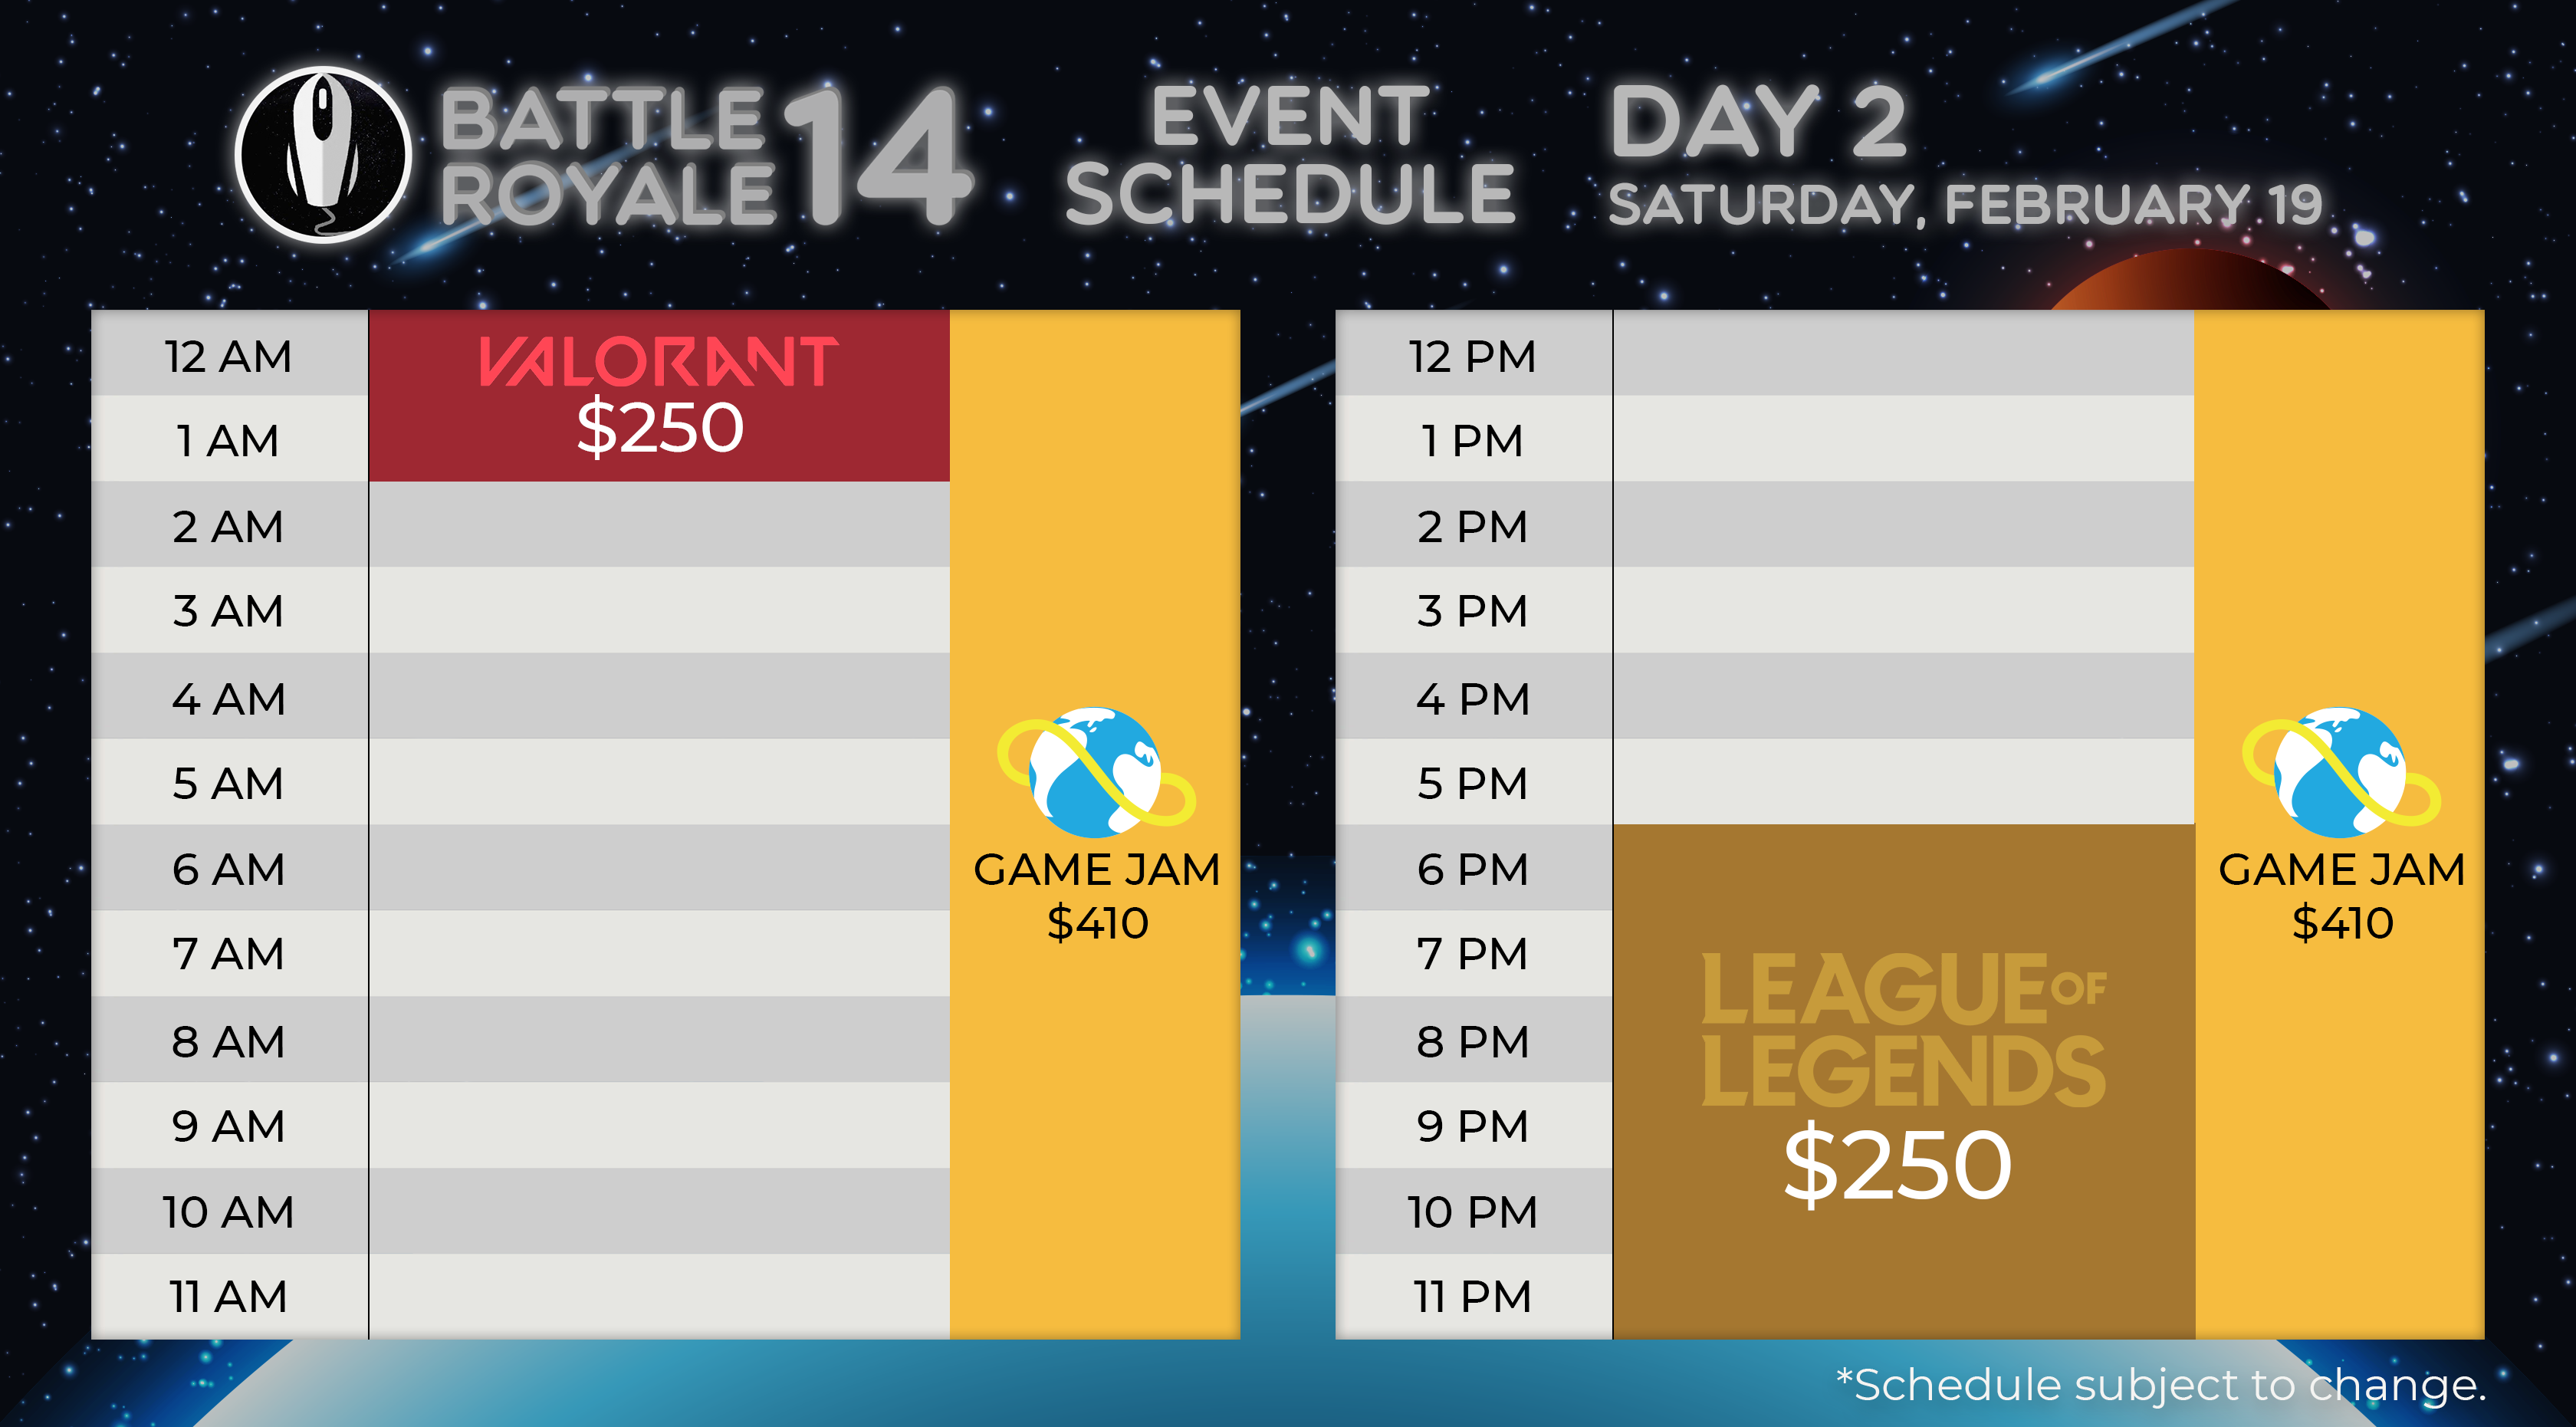 BATTLE
ROYALE 14
EVENT
SCHEDULE
DAY 2
SATURDAY, FEBRUARY 19
12 AM
1 AM
2 AM
3 AM
4 AM
5 AM
6 AM
7 AM
8 AM
9 AM
10 AM
11 AM
VALORANT
$250
GAME JAM
$410
12 PM
1 PM
2 PM
3 PM
4 PM
5 PM
6 PM
7 PM
8 PM
9 PM
10 PM
11 PM
LEAGUE OF
LEGENDS
$250
GAME JAM
$410
*Schedule subject to change.